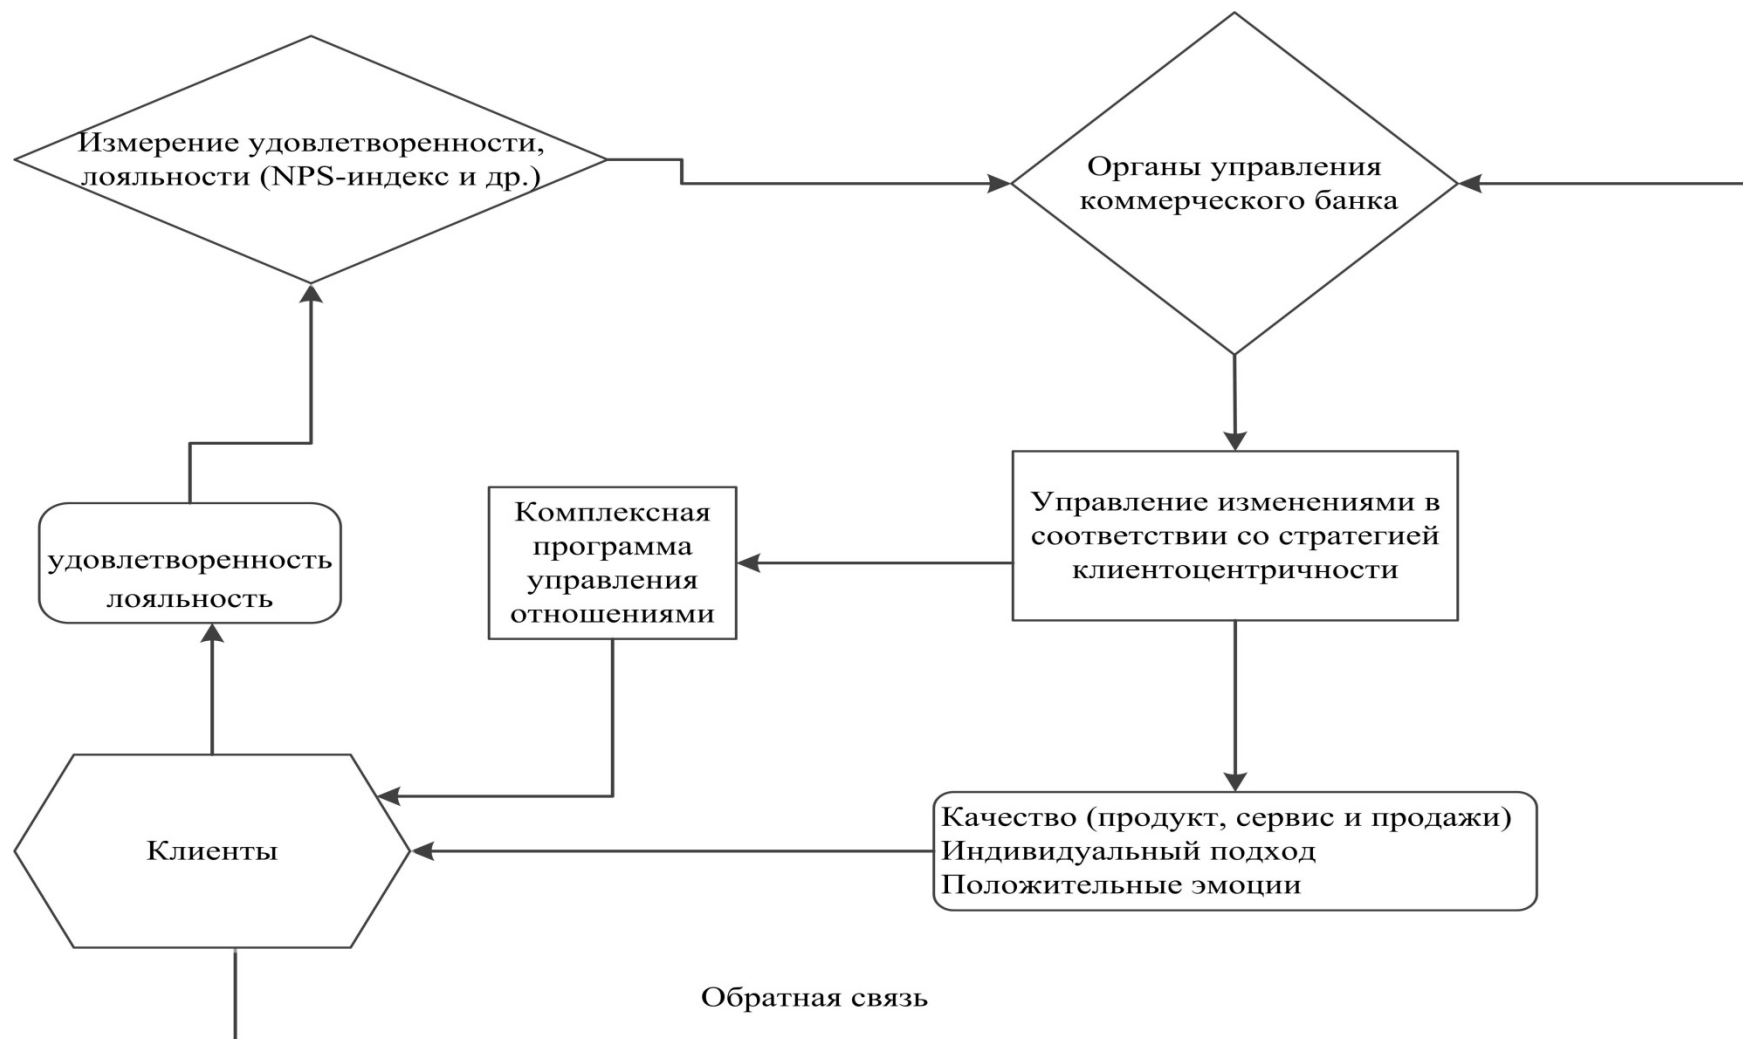 Измерение удовлетворенности,
лояльности (NPS-индекс и др.)
Органы управления
коммерческого банка
Управление изменениями в
соответствии со стратегией
клиентоцентричности
Комплексная
программа
управления
отношениями
удовлетворенность
лояльность
Качество (продукт, сервис и продажи)
Индивидуальный подход
Положительные эмоции
Клиенты
Обратная связь